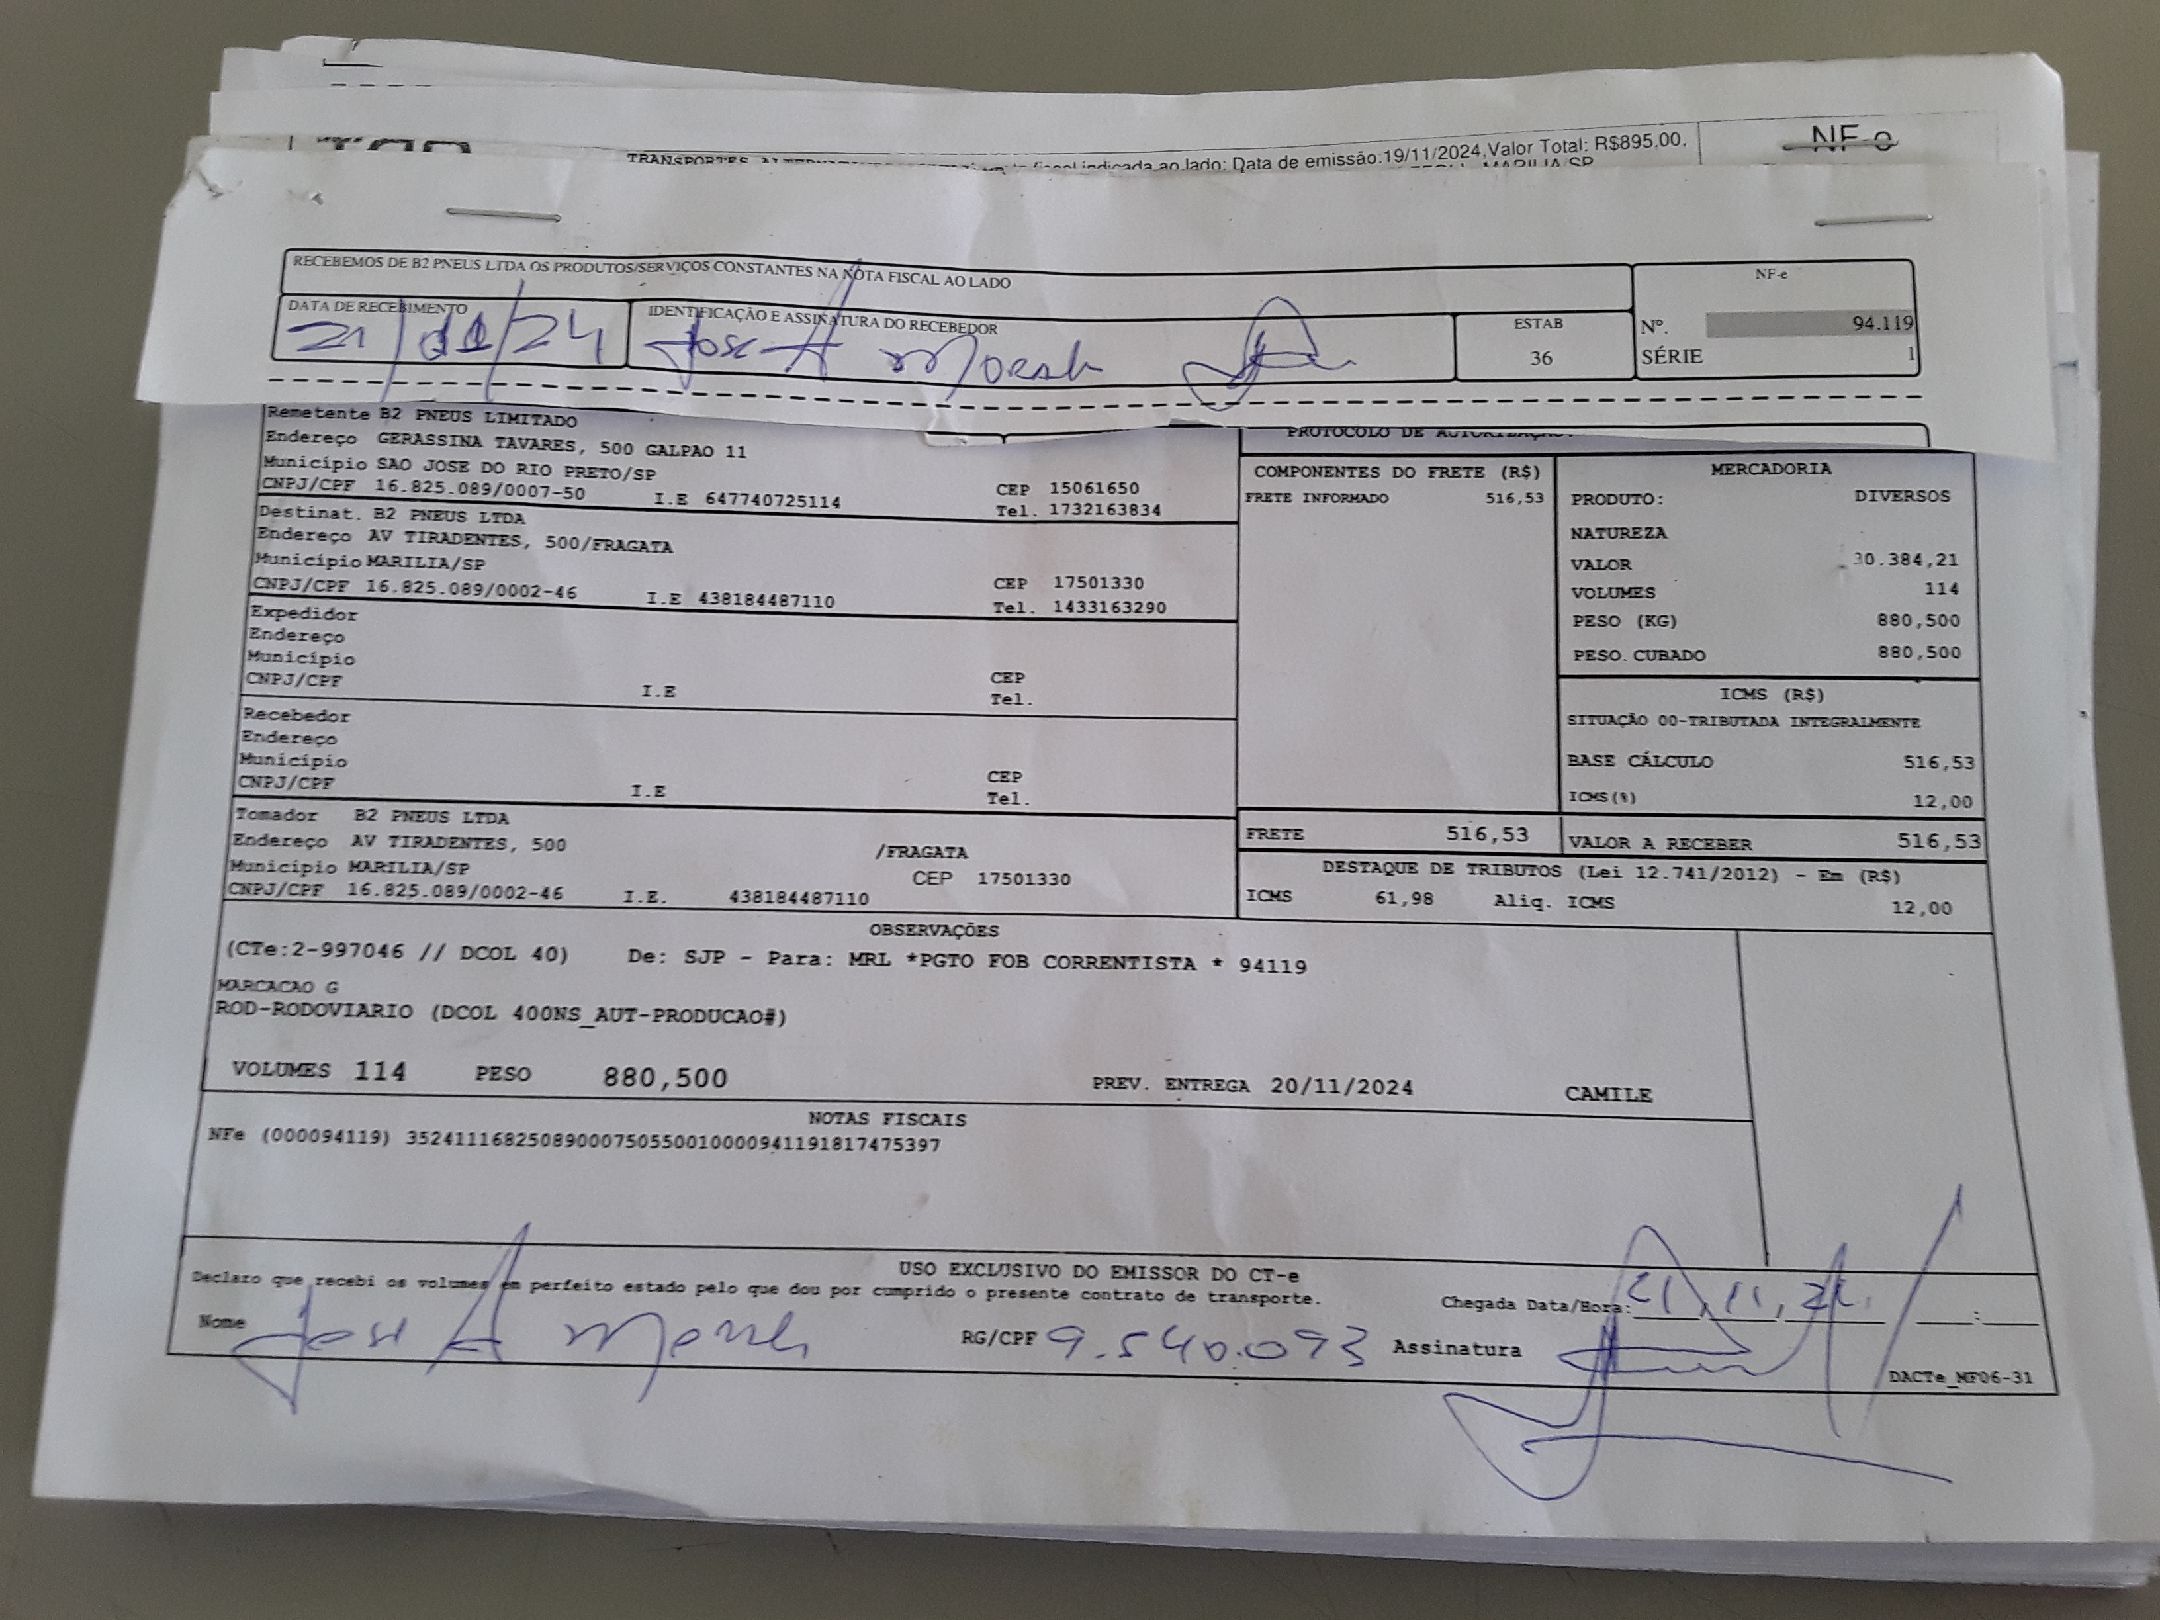 Data de emissão.19/11/2024,Valor Total: R$895,00.
NF-e
RECEBEMOS DE B2 PNEUS LTDA OS PRODUTOS/SERVIÇOS CONSTANTES NA NOTA FISCAL AO LADO
NF-e
DATA DE RECEBIMENTO IDENTIFICAÇÃO E ASSINATURA DO RECEBEDOR ESTAB
21/11/24 Jose A
36
Nº. 94.119
SÉRIE 1
Remetente B2 PNEUS LIMITADO
Endereço GERASSINA TAVARES, 500 GALPAO 11
Município SAO JOSE DO RIO PRETO/SP
CEP 15061650
CNPJ/CPF 16.825.089/0007-50 I.E 647740725114 Tel. 1732163834
Destinat. B2 PNEUS LTDA
Endereço AV TIRADENTES, 500/FRAGATA
Município MARILIA/SP
CEP 17501330
CNPJ/CPF 16.825.089/0002-46 I.E 438184487110 Tel. 1433163290
Expedidor
Endereço
Município
CEP
CNPJ/CPF I.E Tel.
Recebedor
Endereço
Município
CEP
CNPJ/CPF I.E Tel.
Tomador B2 PNEUS LTDA
Endereço AV TIRADENTES, 500 /FRAGATA
Município MARILIA/SP CEP 17501330
CNPJ/CPF 16.825.089/0002-46 I.E. 438184487110
PROTOCOLO DE AUTORIZAÇÃO:
COMPONENTES DO FRETE (R$)
FRETE INFORMADO 516,53
FRETE 516,53
MERCADORIA
PRODUTO: DIVERSOS
NATUREZA
VALOR 30.384,21
VOLUMES 114
PESO (KG) 880,500
PESO.CUBADO 880,500
ICMS (R$)
SITUAÇÃO 00-TRIBUTADA INTEGRALMENTE
BASE CÁLCULO 516,53
ICMS(%) 12,00
VALOR A RECEBER 516,53
DESTAQUE DE TRIBUTOS (Lei 12.741/2012) - Em (R$)
ICMS 61,98 Aliq. ICMS 12,00
OBSERVAÇÕES
(CTe:2-997046 // DCOL 40) De: SJP - Para: MRL *PGTO FOB CORRENTISTA * 94119
MARCACAO G
ROD-RODOVIARIO (DCOL 400NS_AUT-PRODUCAO#)
VOLUMES 114 PESO 880,500 PREV. ENTREGA 20/11/2024 CAMILE
NOTAS FISCAIS
NFe (000094119) 35241116825089000750550010000941191817475397
USO EXCLUSIVO DO EMISSOR DO CT-e
Declaro que recebi os volumes em perfeito estado pelo que dou por cumprido o presente contrato de transporte.
Chegada Data/Hora: 21, 11, 24
Nome Jose A RG/CPF 9.540.093 Assinatura
DACTe_MF06-31